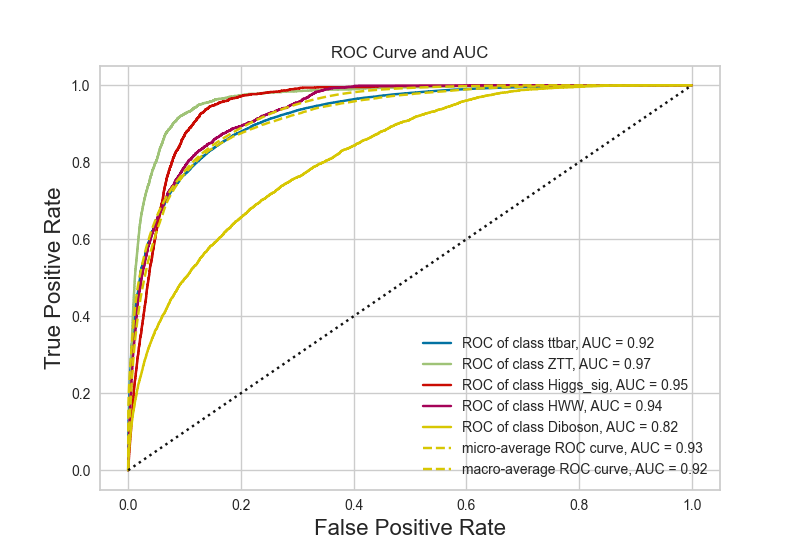 ROC Curve and AUC
True Positive Rate
1.0
0.8
0.6
0.4
0.2
0.0
ROC of class ttbar, AUC = 0.92
ROC of class ZTT, AUC = 0.97
ROC of class Higgs_sig, AUC = 0.95
ROC of class HWW, AUC = 0.94
ROC of class Diboson, AUC = 0.82
micro-average ROC curve, AUC = 0.93
macro-average ROC curve, AUC = 0.92
0.0 0.2 0.4 0.6 0.8 1.0
False Positive Rate